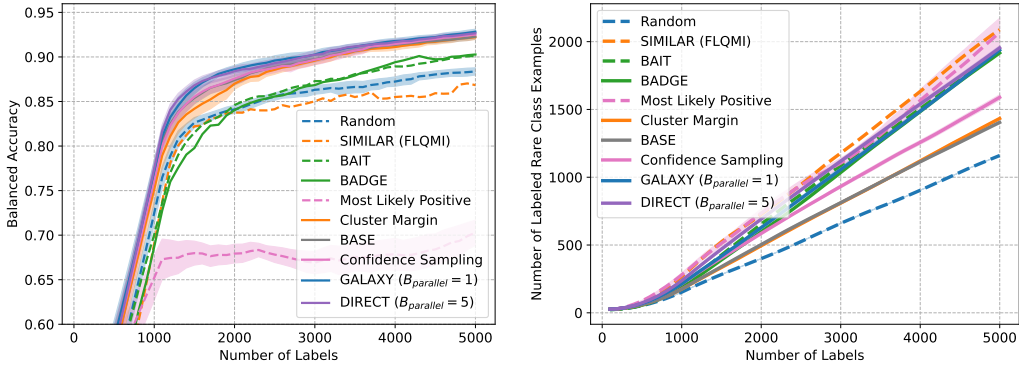 Balanced Accuracy
0.95
0.90
0.85
0.80
0.75
0.70
0.65
0.60
0
1000
2000
3000
4000
5000
Number of Labels
Random
SIMILAR (FLQMI)
BAIT
BADGE
Most Likely Positive
Cluster Margin
BASE
Confidence Sampling
GALAXY (B_parallel = 1)
DIRECT (B_parallel = 5)
Number of Labeled Rare Class Examples
2000
1500
1000
500
0
0
1000
2000
3000
4000
5000
Number of Labels
Random
SIMILAR (FLQMI)
BAIT
BADGE
Most Likely Positive
Cluster Margin
BASE
Confidence Sampling
GALAXY (B_parallel = 1)
DIRECT (B_parallel = 5)